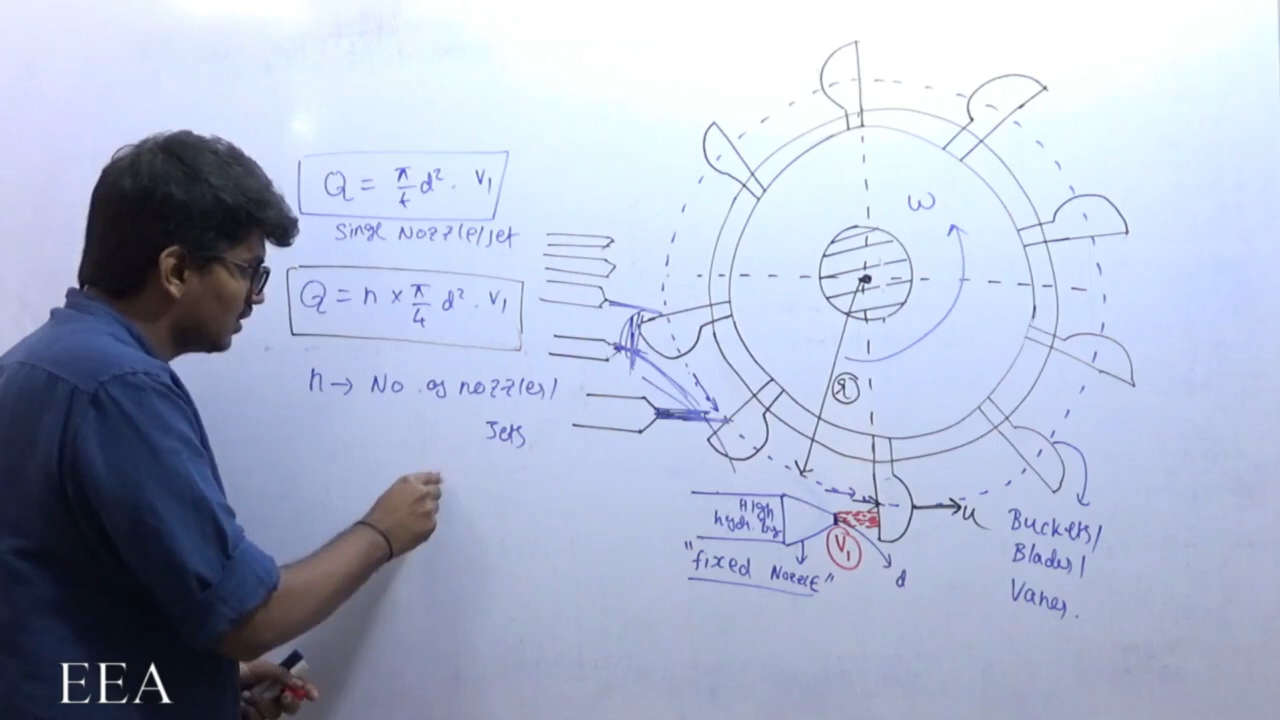 Q = π/4 d² . V₁
Single Nozzle/jet
Q = n × π/4 d² . V₁
n → No. of nozzles/
Jets
ω
r
High
hydr.
"fixed Nozzle"
V₁
d
u
Buckets/
Blades/
Vanes.
EEA